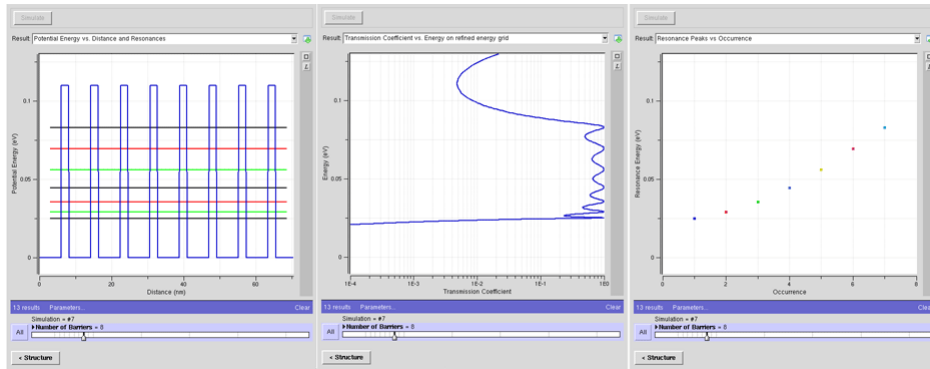 Simulate
Result: Potential Energy vs. Distance and Resonances
0.1
0.05
0
Potential Energy (eV)
0 20 40 60
Distance (nm)
13 results Parameters... Clear
Simulation = #7
All
Number of Barriers = 8
< Structure
Simulate
Result: Transmission Coefficient vs. Energy on refined energy grid
0.1
0.05
0
Energy (eV)
1E-4 1E-3 1E-2 1E-1 1E0
Transmission Coefficient
13 results Parameters... Clear
Simulation = #7
All
Number of Barriers = 8
< Structure
Simulate
Result: Resonance Peaks vs Occurrence
0.1
0.05
0
Resonance Energy (eV)
0 2 4 6 8
Occurrence
13 results Parameters... Clear
Simulation = #7
All
Number of Barriers = 8
< Structure